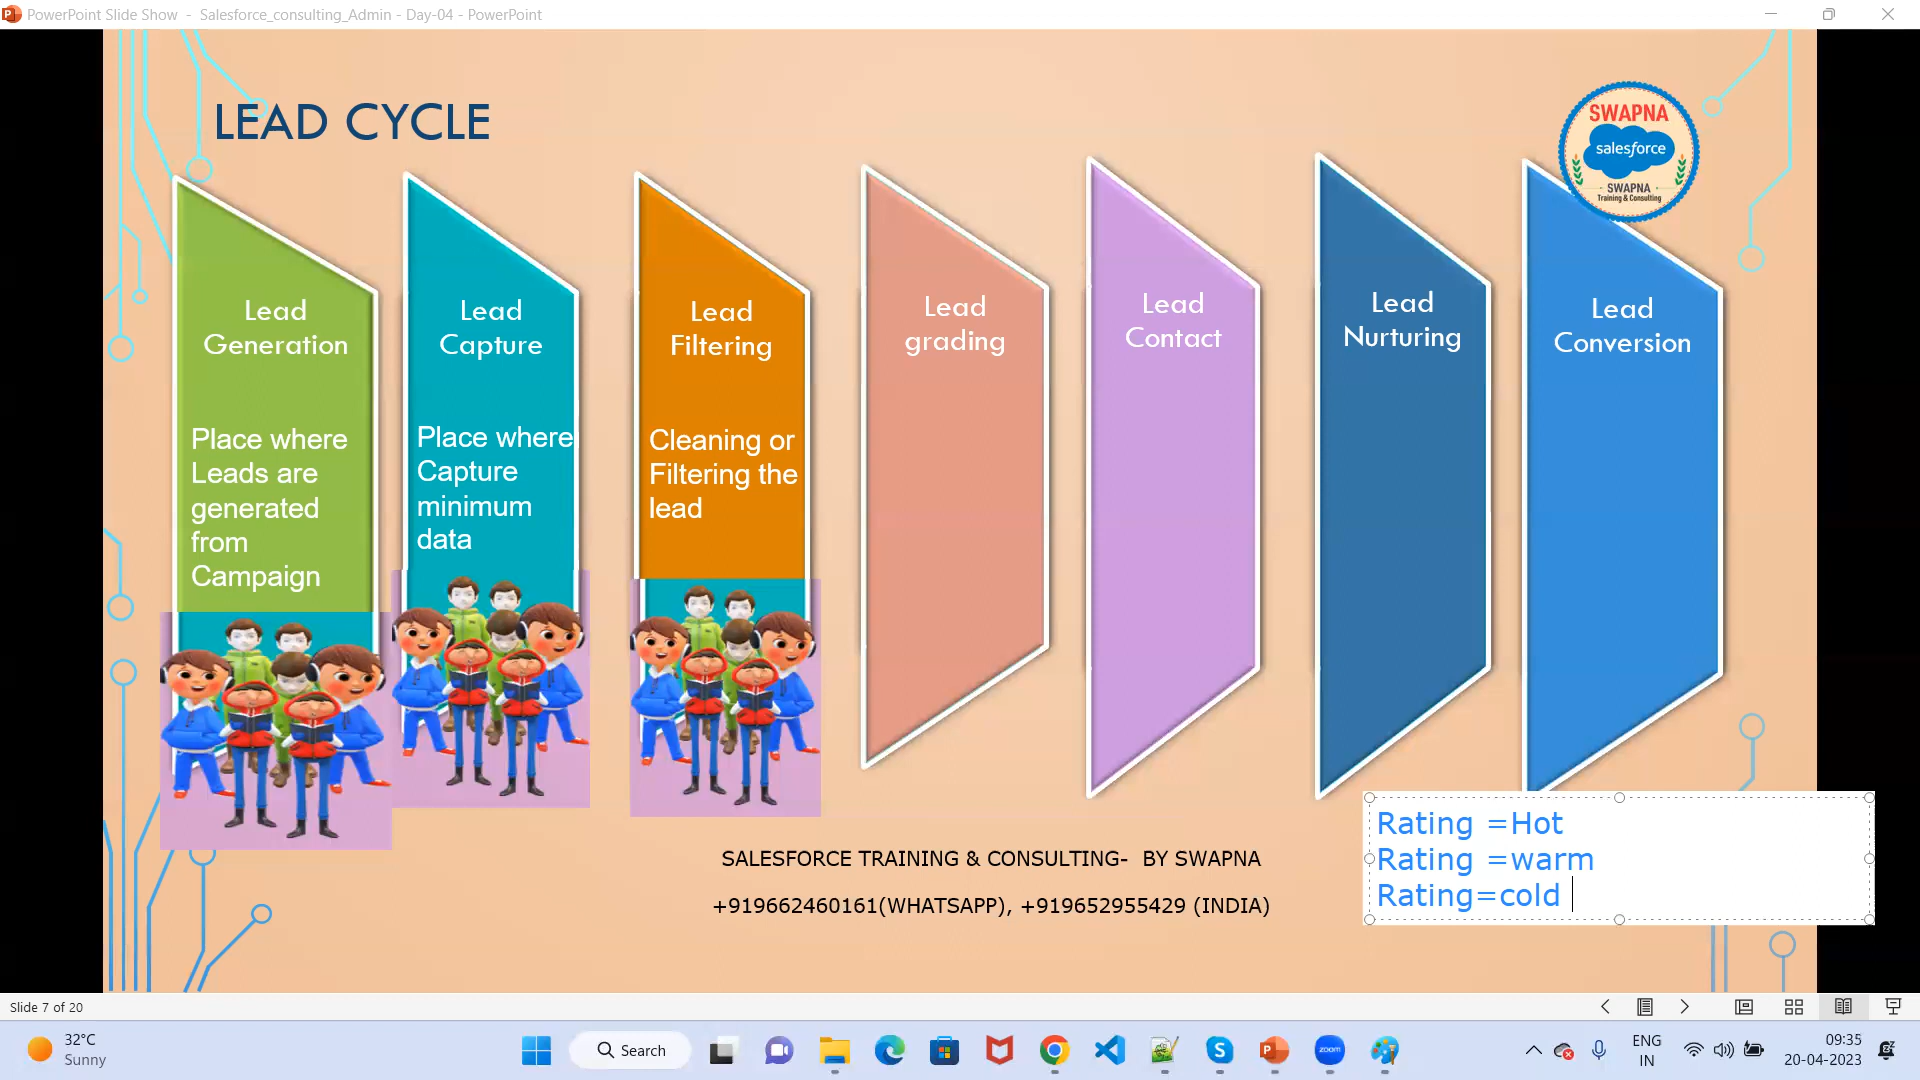 PowerPoint Slide Show - Salesforce_consulting_Admin - Day-04 - PowerPoint
LEAD CYCLE
SWAPNA
salesforce
SWAPNA
Training & Consulting
Lead
Generation
Place where
Leads are
generated
from
Campaign
Lead
Capture
Place where
Capture
minimum
data
Lead
Filtering
Cleaning or
Filtering the
lead
Lead
grading
Lead
Contact
Lead
Nurturing
Lead
Conversion
Rating =Hot
Rating =warm
Rating=cold
SALESFORCE TRAINING & CONSULTING- BY SWAPNA
+919662460161(WHATSAPP), +919652955429 (INDIA)
Slide 7 of 20
32°C
Sunny
Search
zoom
ENG
IN
09:35
20-04-2023